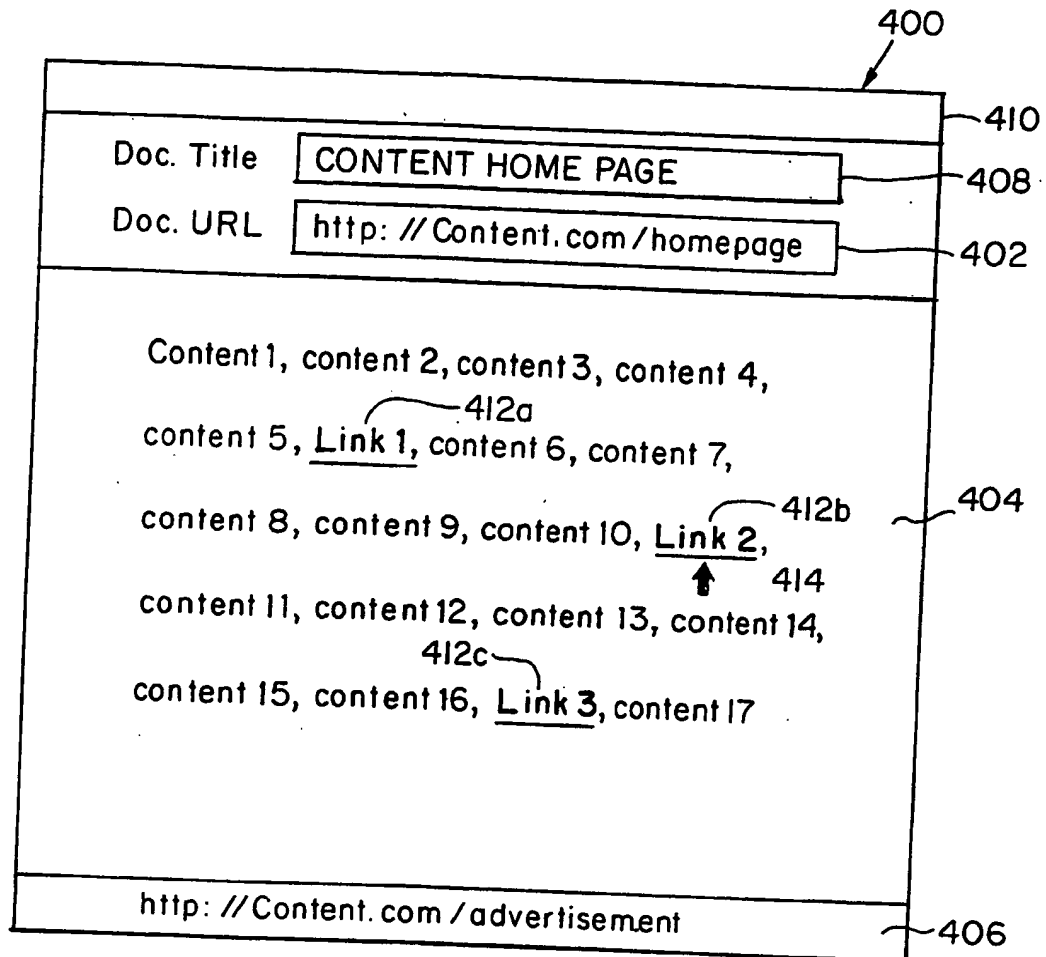 400
410
Doc. Title CONTENT HOME PAGE 408
Doc. URL http: //Content.com/homepage 402
Content 1, content 2, content 3, content 4,
412a
content 5, Link 1, content 6, content 7,
412b 404
content 8, content 9, content 10, Link 2,
414
content 11, content 12, content 13, content 14,
412c
content 15, content 16, Link 3, content 17
http: //Content.com/advertisement 406